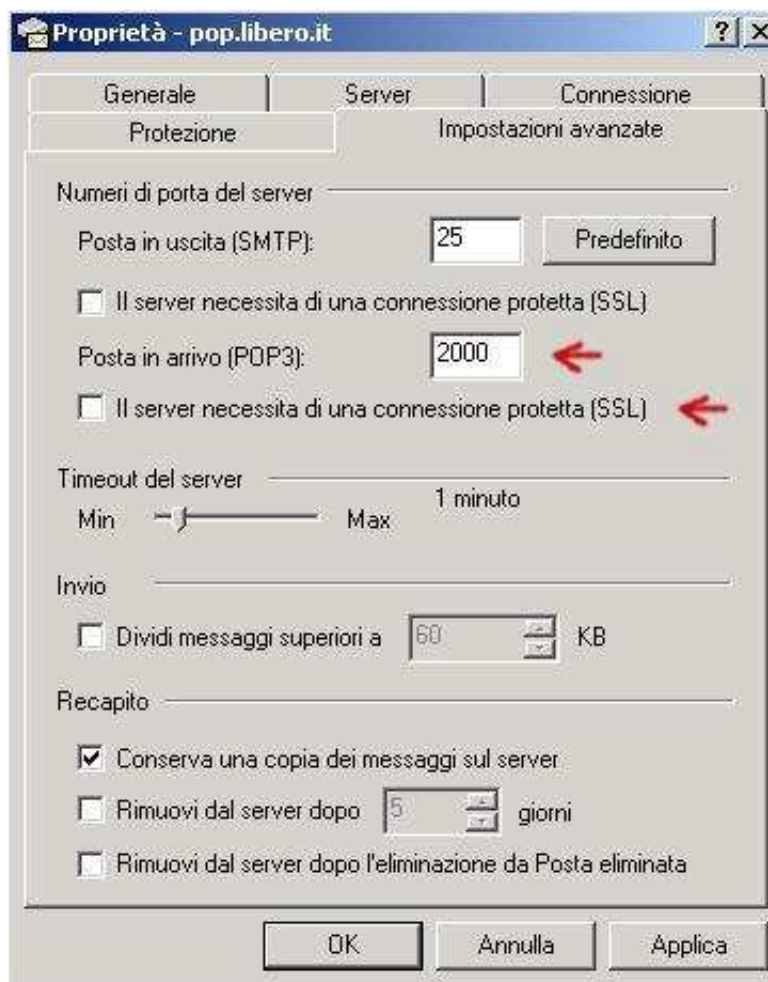 Proprietà - pop.libero.it
Generale Server Connessione
Protezione Impostazioni avanzate
Numeri di porta del server
Posta in uscita (SMTP): 25 Predefinito
Il server necessita di una connessione protetta (SSL)
Posta in arrivo (POP3): 2000
Il server necessita di una connessione protetta (SSL)
Timeout del server
Min Max 1 minuto
Invio
Dividi messaggi superiori a 60 KB
Recapito
Conserva una copia dei messaggi sul server
Rimuovi dal server dopo 5 giorni
Rimuovi dal server dopo l'eliminazione da Posta eliminata
OK Annulla Applica